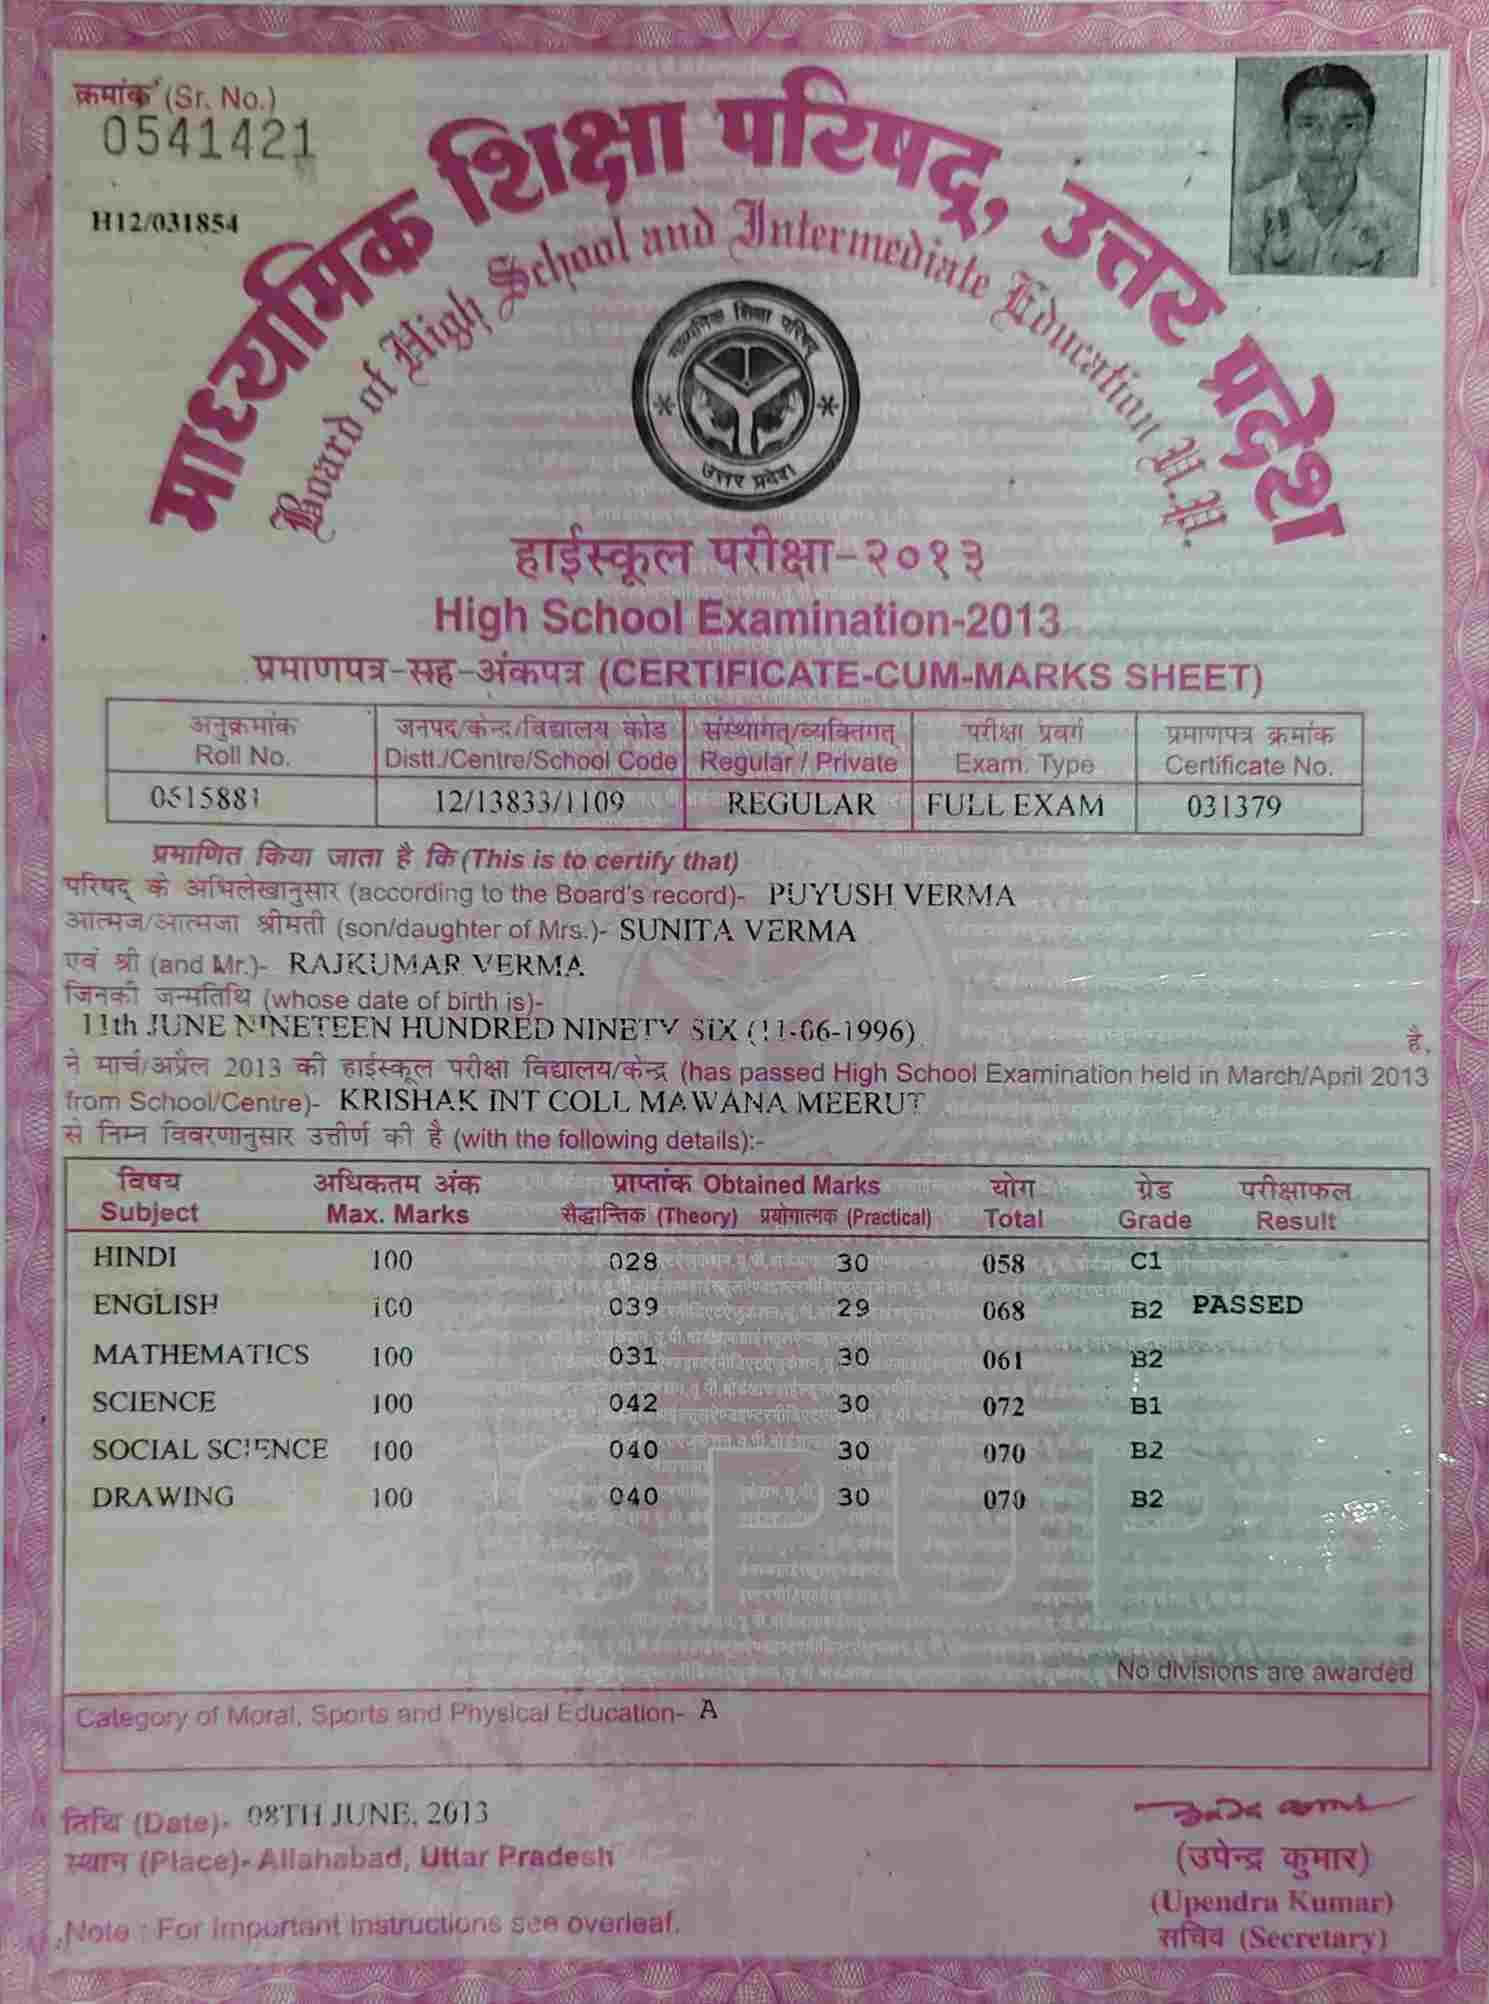 क्रमांक (Sr. No.)
0541421
H12/031854
माध्यमिक शिक्षा परिषद्, उत्तर प्रदेश
Board of High School and Intermediate Education U.P.
माध्यमिक शिक्षा परिषद्
उत्तर प्रदेश
हाईस्कूल परीक्षा-२०१३
High School Examination-2013
प्रमाणपत्र-सह-अंकपत्र (CERTIFICATE-CUM-MARKS SHEET)
अनुक्रमांक जनपद/केन्द्र/विद्यालय कोड संस्थागत्/व्यक्तिगत् परीक्षा प्रवर्ग प्रमाणपत्र क्रमांक
Roll No. Distt./Centre/School Code Regular / Private Exam. Type Certificate No.
0615881 12/13833/1109 REGULAR FULL EXAM 031379
प्रमाणित किया जाता है कि (This is to certify that)
परिषद् के अभिलेखानुसार (according to the Board's record)- PUYUSH VERMA
आत्मज/आत्मजा श्रीमती (son/daughter of Mrs.)- SUNITA VERMA
एवं श्री (and Mr.)- RAJKUMAR VERMA
जिनकी जन्मतिथि (whose date of birth is)-
11th JUNE NINETEEN HUNDRED NINETY SIX (11-06-1996) है,
ने मार्च/अप्रैल 2013 की हाईस्कूल परीक्षा विद्यालय/केन्द्र (has passed High School Examination held in March/April 2013
from School/Centre)- KRISHAK INT COLL MAWANA MEERUT
से निम्न विवरणानुसार उत्तीर्ण की है (with the following details):-
विषय अधिकतम अंक प्राप्तांक Obtained Marks योग ग्रेड परीक्षाफल
Subject Max. Marks सैद्धान्तिक (Theory) प्रयोगात्मक (Practical) Total Grade Result
HINDI 100 028 30 058 C1
ENGLISH 100 039 29 068 B2 PASSED
MATHEMATICS 100 031 30 061 B2
SCIENCE 100 042 30 072 B1
SOCIAL SCIENCE 100 040 30 070 B2
DRAWING 100 040 30 070 B2
SPUP
No divisions are awarded
Category of Moral, Sports and Physical Education- A
तिथि (Date)- 08TH JUNE, 2013
स्थान (Place)- Allahabad, Uttar Pradesh
(उपेन्द्र कुमार)
(Upendra Kumar)
सचिव (Secretary)
Note : For important instructions see overleaf.